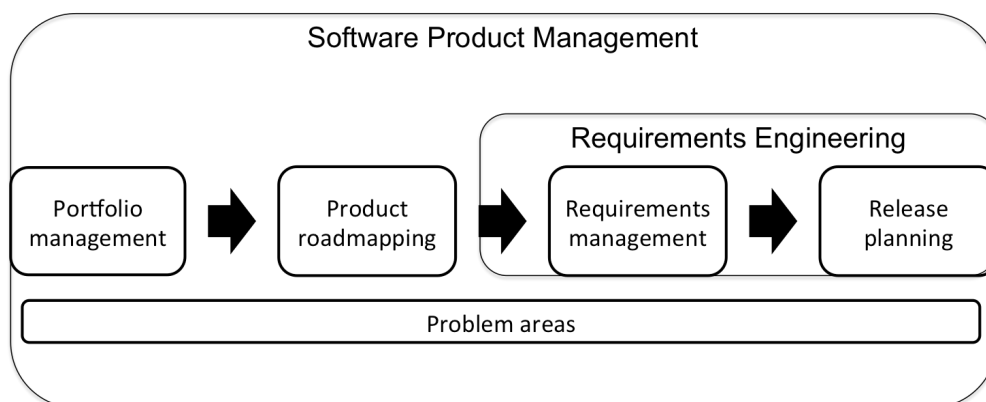 Software Product Management
Requirements Engineering
Portfolio
management
Product
roadmapping
Requirements
management
Release
planning
Problem areas